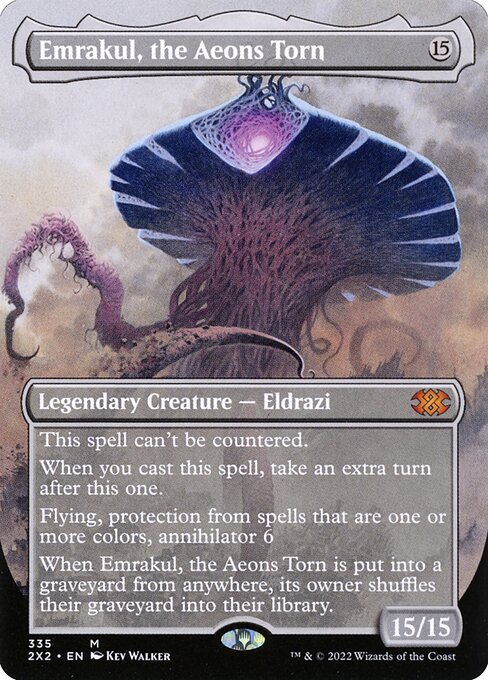 Emrakul, the Aeons Torn 15
Legendary Creature — Eldrazi
This spell can't be countered.
When you cast this spell, take an extra turn
after this one.
Flying, protection from spells that are one or
more colors, annihilator 6
When Emrakul, the Aeons Torn is put into a
graveyard from anywhere, its owner shuffles
their graveyard into their library.
15/15
335 M
2X2 • EN Kev Walker
™ & © 2022 Wizards of the Coast